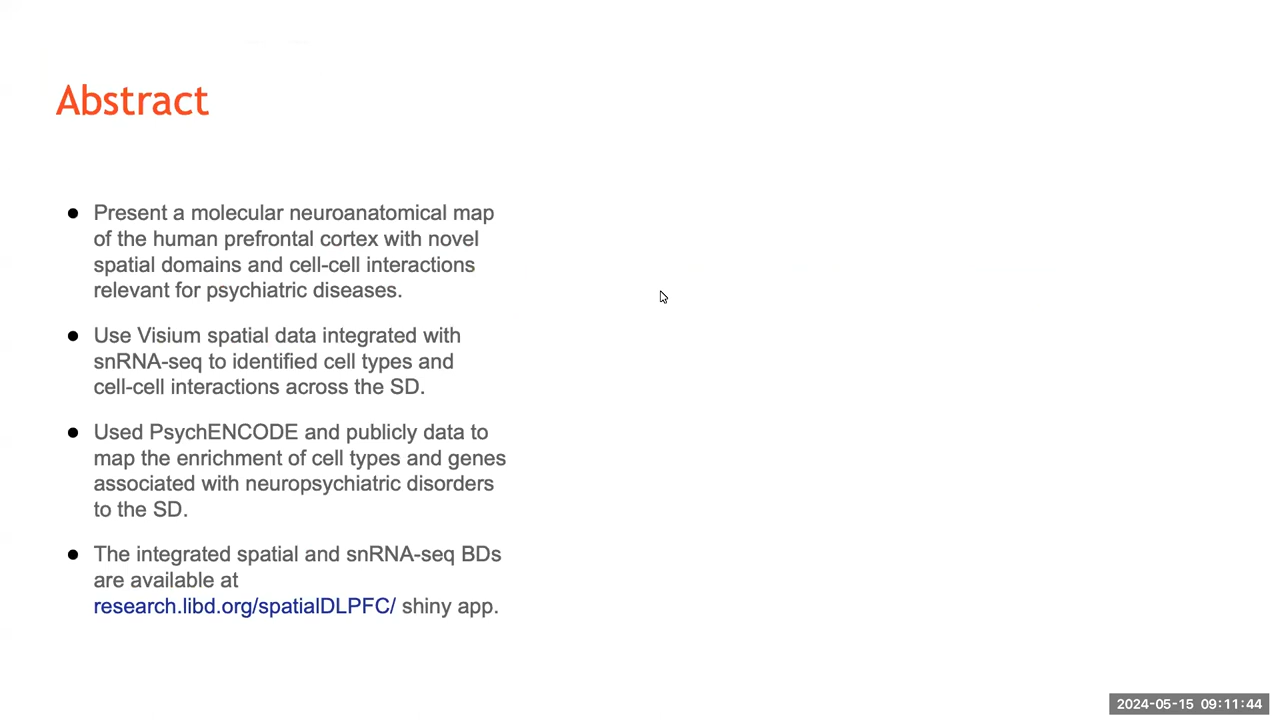 Abstract
● Present a molecular neuroanatomical map
of the human prefrontal cortex with novel
spatial domains and cell-cell interactions
relevant for psychiatric diseases.
● Use Visium spatial data integrated with
snRNA-seq to identified cell types and
cell-cell interactions across the SD.
● Used PsychENCODE and publicly data to
map the enrichment of cell types and genes
associated with neuropsychiatric disorders
to the SD.
● The integrated spatial and snRNA-seq BDs
are available at
research.libd.org/spatialDLPFC/ shiny app.
2024-05-15 09:11:44